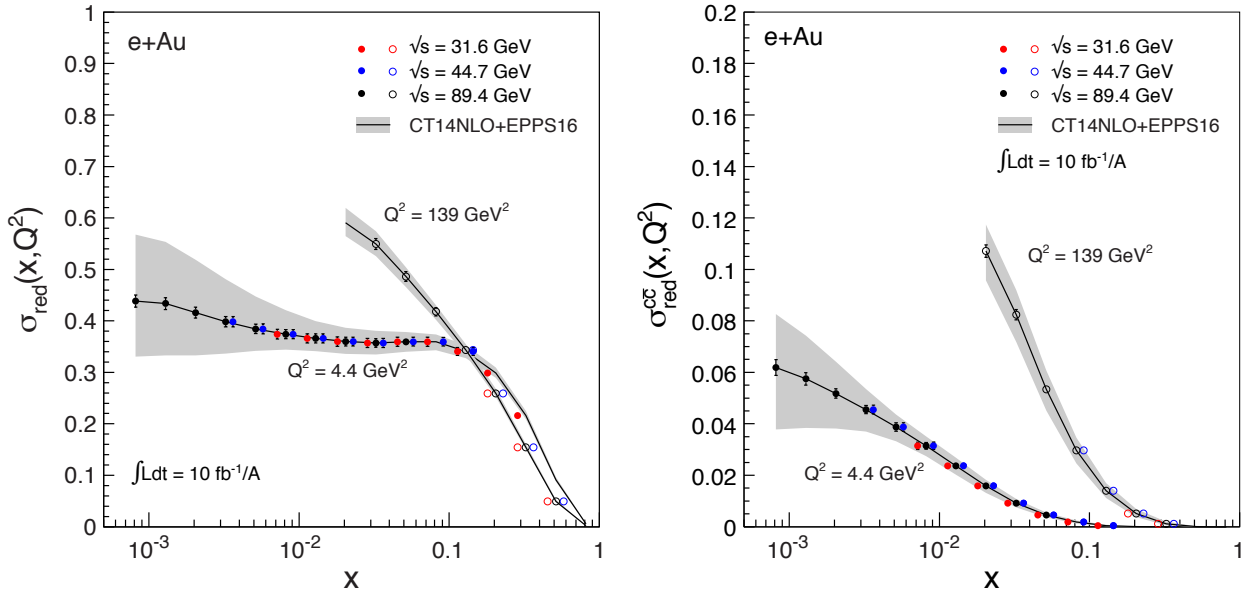 e+Au
√s = 31.6 GeV
√s = 44.7 GeV
√s = 89.4 GeV
CT14NLO+EPPS16
Q² = 139 GeV²
Q² = 4.4 GeV²
∫Ldt = 10 fb⁻¹/A
σred(x,Q²)
1
0.9
0.8
0.7
0.6
0.5
0.4
0.3
0.2
0.1
0
10⁻³
10⁻²
0.1
1
x
e+Au
√s = 31.6 GeV
√s = 44.7 GeV
√s = 89.4 GeV
CT14NLO+EPPS16
∫Ldt = 10 fb⁻¹/A
Q² = 139 GeV²
Q² = 4.4 GeV²
σ^cc̄_red(x,Q²)
0.2
0.18
0.16
0.14
0.12
0.1
0.08
0.06
0.04
0.02
0
10⁻³
10⁻²
0.1
1
x